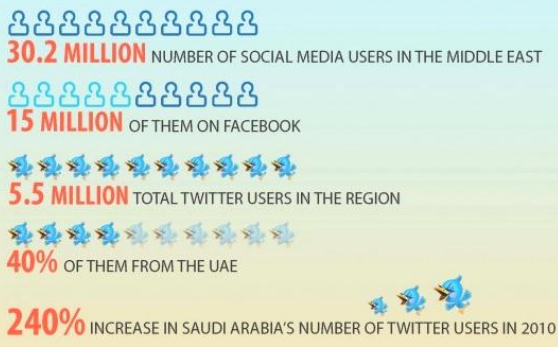 30.2 MILLION NUMBER OF SOCIAL MEDIA USERS IN THE MIDDLE EAST
15 MILLION OF THEM ON FACEBOOK
5.5 MILLION TOTAL TWITTER USERS IN THE REGION
40% OF THEM FROM THE UAE
240% INCREASE IN SAUDI ARABIA'S NUMBER OF TWITTER USERS IN 2010